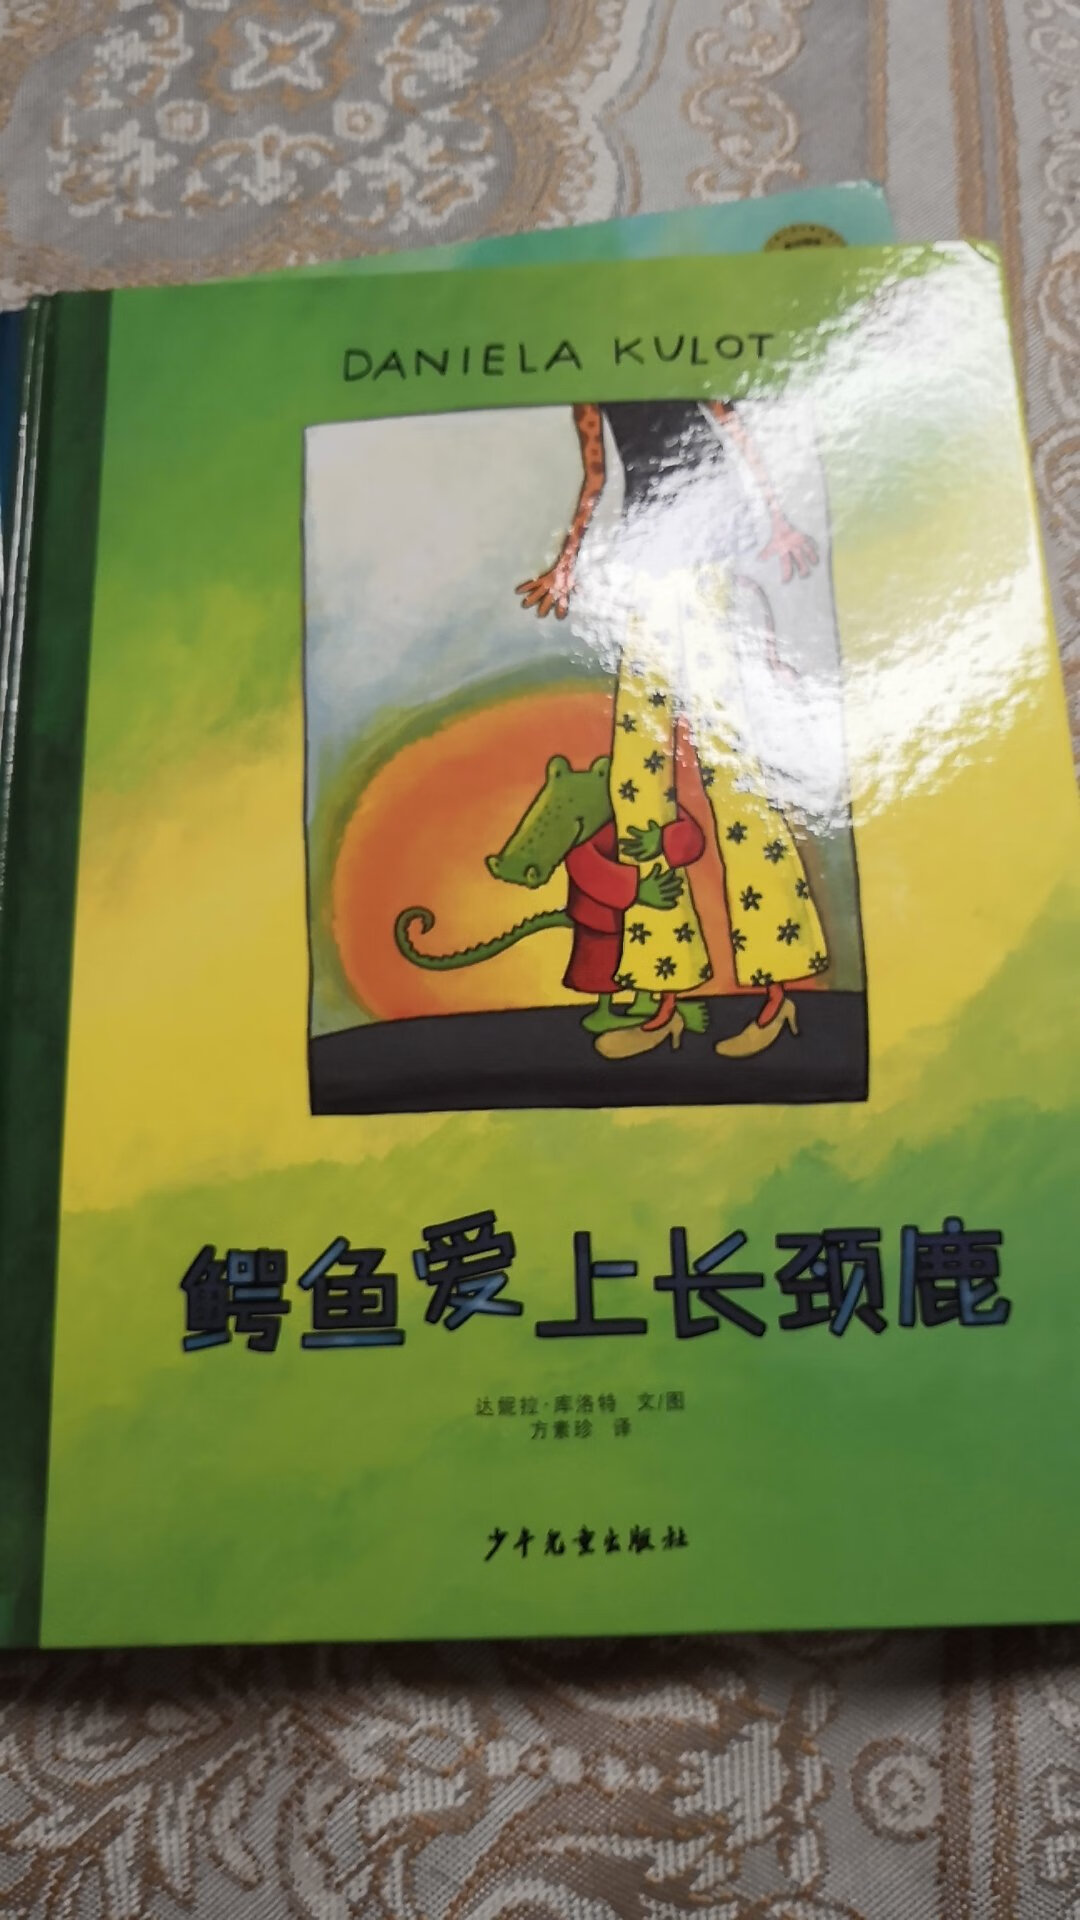 DANIELA KULOT
鳄鱼爱上长颈鹿
达妮拉·库洛特 文/图
方素珍 译
少年儿童出版社